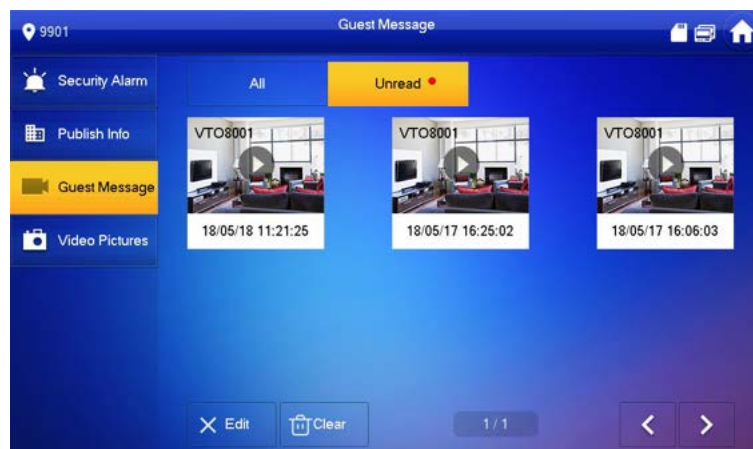 9901
Guest Message
Security Alarm
All
Unread
Publish Info
VTO8001
VTO8001
VTO8001
Guest Message
18/05/18 11:21:25
18/05/17 16:25:02
18/05/17 16:06:03
Video Pictures
Edit
Clear
1 / 1